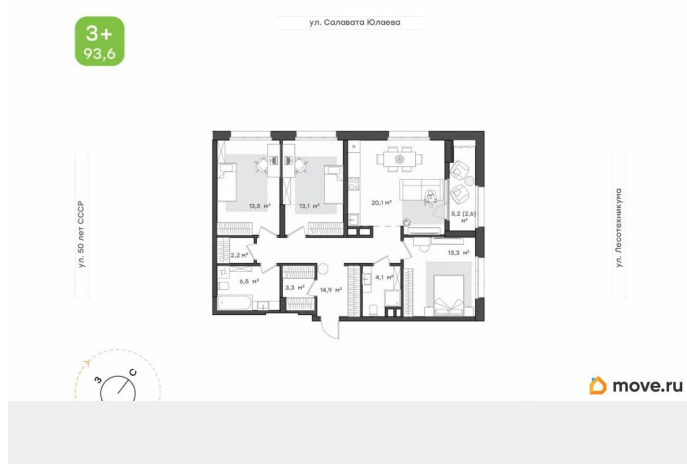 ул. Салавата Юлаева
3+
93,6
ул. 50 лет СССР
ул. Лесотехникума
13,5 м²
13,1 м²
20,1 м²
5,2 (2,6)
м²
2,2 м²
13,3 м²
6,5 м²
3,3 м²
14,9 м²
4,1 м²
З
С
move.ru